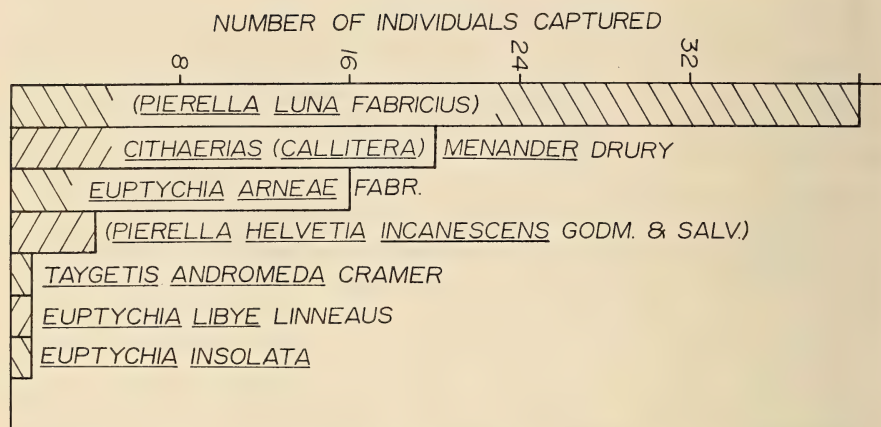 NUMBER OF INDIVIDUALS CAPTURED
8 16 24 32
(PIERELLA LUNA FABRICIUS)
CITHAERIAS (CALLITERA) MENANDER DRURY
EUPTYCHIA ARNEAE FABR.
(PIERELLA HELVETIA INCANESCENS GODM. & SALV.)
TAYGETIS ANDROMEDA CRAMER
EUPTYCHIA LIBYE LINNEAUS
EUPTYCHIA INSOLATA